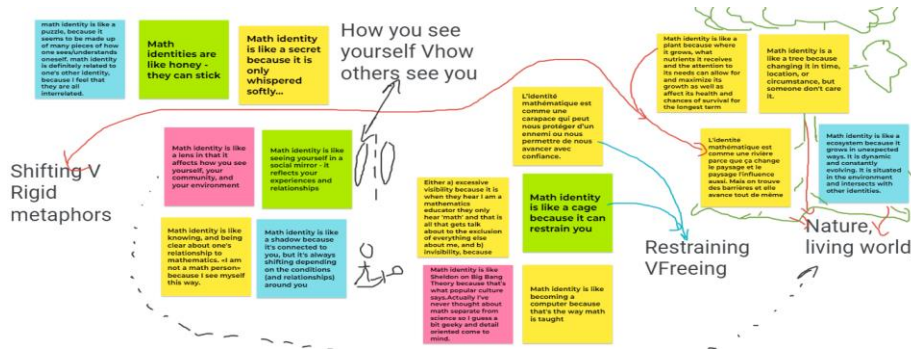 math identity is like a
puzzle, because it
seems to be made up
of many pieces of how
one sees/understands
oneself. math identity
is definitely related to
one's other identity,
because I feel that
they are all
interrelated.
Math
identities are
like honey -
they can stick
Math identity
is like a secret
because it is
only
whispered
softly...
How you see
yourself Vhow
others see you
Math identity is like a
plant because where
it grows, what
nutrients it receives
and the attention to
its needs can allow for
and maximize its
growth as well as
affect its health and
chances of survival for
the longest term
Math identity is a
like a tree because
changing it in time,
location, or
circumstance, but
someone don't care
it.
L'identité
mathématique est
comme une
carapace qui peut
nous protéger d'un
ennemi ou nous
permettre de nous
avancer avec
confiance.
Shifting V
Rigid
metaphors
Math identity is like
a lens in that it
affects how you see
yourself, your
community, and
your environment
Math identity is like
seeing yourself in a
social mirror - it
reflects your
experiences and
relationships
Either a) excessive
visibility because it is
when they hear I am a
mathematics
educator they only
hear 'math' and that is
all that gets talk
about to the exclusion
of everything else
about me, and b)
invisibility, because
Math identity
is like a cage
because it can
restrain you
L'identité
mathématique est
comme une rivière
parce que ça change
le paysage et le
paysage l'influence
aussi. Mais on trouve
des barrières et elle
avance tout de même
Math identity is like a
ecosystem because it
grows in unexpected
ways. It is dynamic
and constantly
evolving. It is situated
in the environment
and intersects with
other identities.
Math identity is like
knowing, and being
clear about one's
relationship to
mathematics. «I am
not a math person»
because I see myself
this way.
Math identity is like a
shadow because it's
connected to you,
but it's always
shifting depending on
the conditions
(and relationships)
around you
Math identity is like
Sheldon on Big Bang
Theory because that's
what popular culture
says.Actually I've
never thought about
math separate from
science so I guess a
bit geeky and detail
oriented come to
mind.
Math identity is like
becoming a
computer because
that's the way math
is taught
Restraining
VFreeing
Nature,
living world